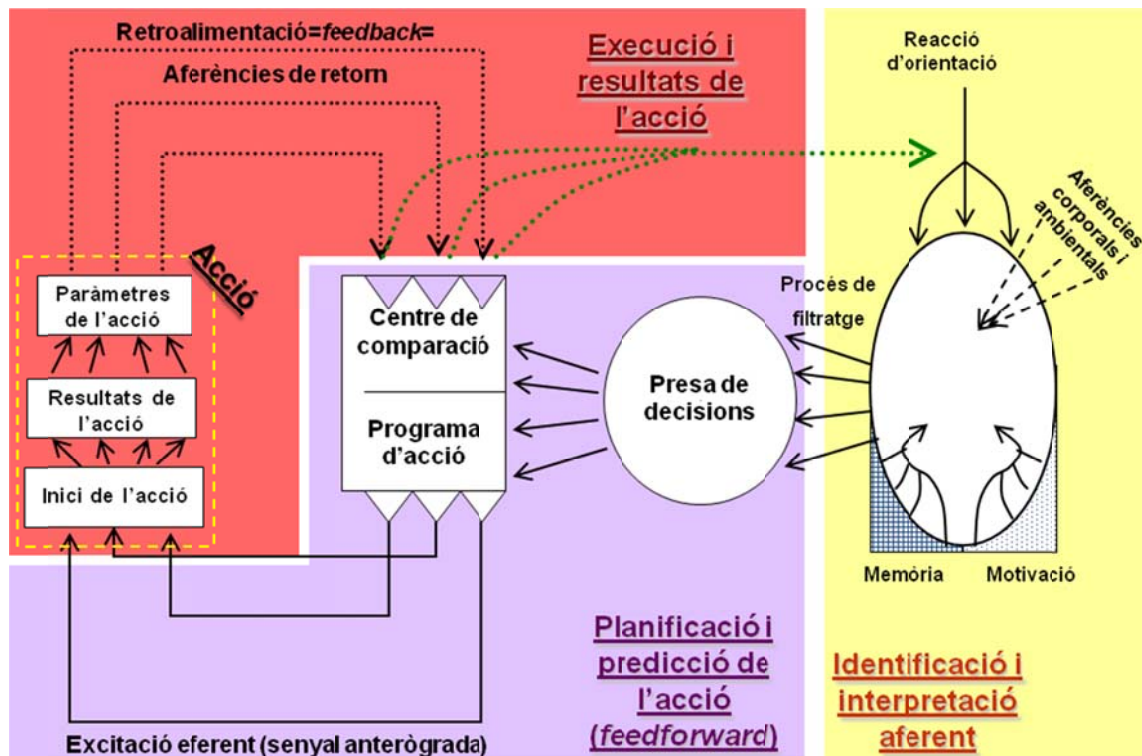 Retroalimentació=feedback=
Aferències de retorn
Execució i
resultats de
l'acció
Acció
Paràmetres
de l'acció
Resultats de
l'acció
Inici de l'acció
Centre de
comparació
Programa
d'acció
Presa de
decisions
Procés de
filtratge
Reacció
d'orientació
Aferències
corporals i
ambientals
Memória
Motivació
Planificació i
predicció de
l'acció
(feedforward)
Identificació i
interpretació
aferent
Excitació eferent (senyal anterògrada)